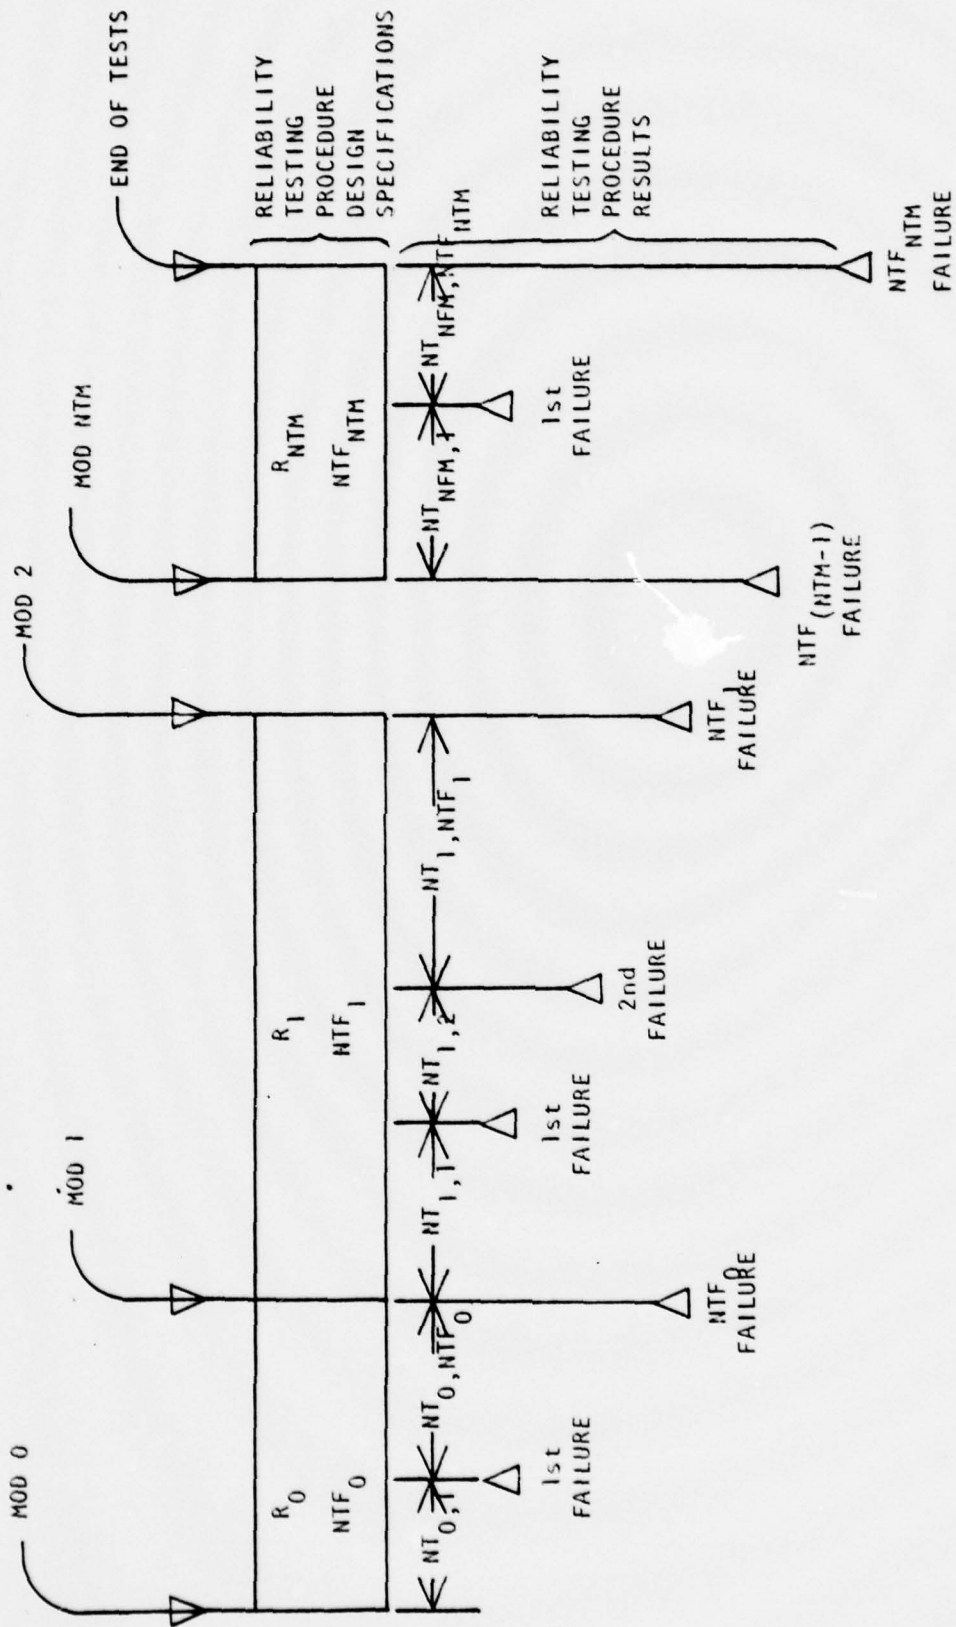 MOD 0
MOD 1
MOD 2
MOD NTM
END OF TESTS
R0
NTF0
R1
NTF1
RNTM
NTFNTM
RELIABILITY
TESTING
PROCEDURE
DESIGN
SPECIFICATIONS
NT0,1
NT0,NTF0
NT1,1
NT1,2
NT1,NTF1
NTNFM,1
NTNFM,NTFNTM
RELIABILITY
TESTING
PROCEDURE
RESULTS
1st
FAILURE
NTF0
FAILURE
1st
FAILURE
2nd
FAILURE
NTF1
FAILURE
NTF(NTM-1)
FAILURE
1st
FAILURE
NTFNTM
FAILURE